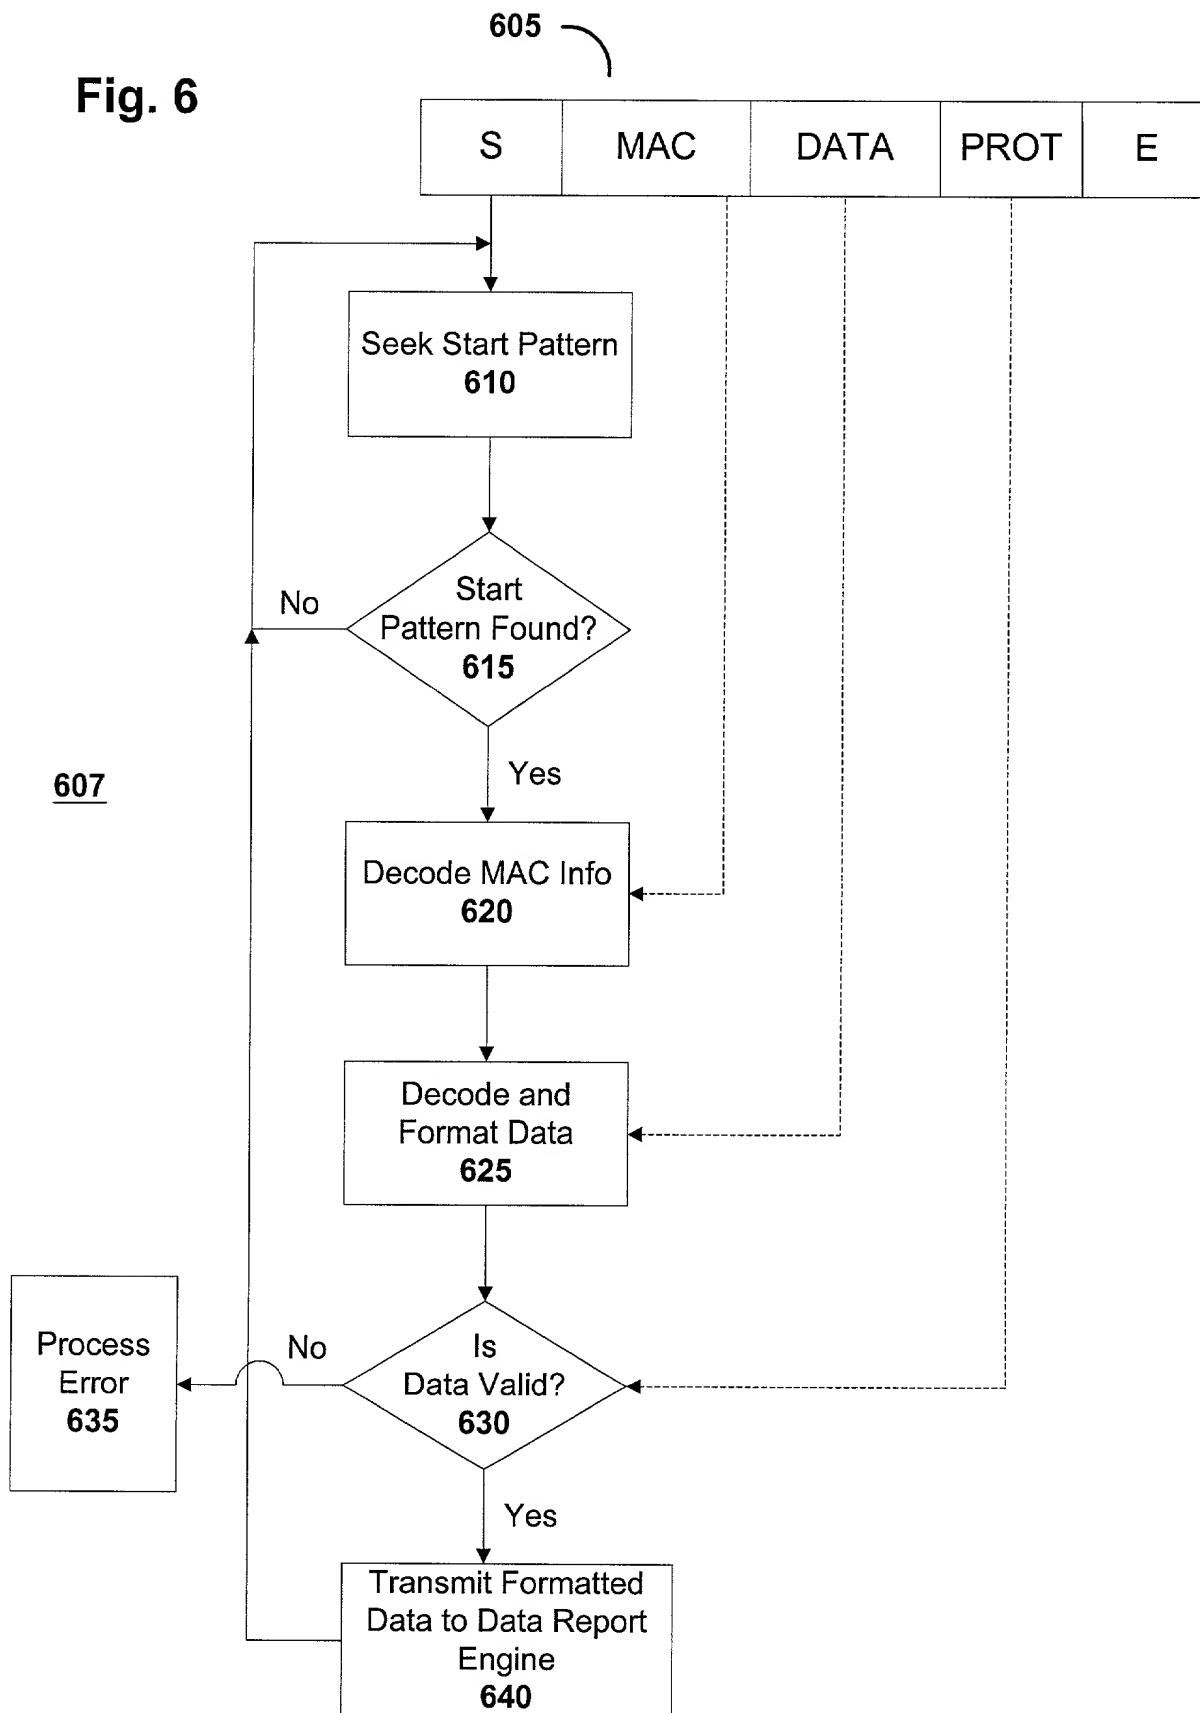 605
Fig. 6
S MAC DATA PROT E
Seek Start Pattern
610
Start
Pattern Found?
615
No
Yes
607
Decode MAC Info
620
Decode and
Format Data
625
Is
Data Valid?
630
No
Process
Error
635
Yes
Transmit Formatted
Data to Data Report
Engine
640